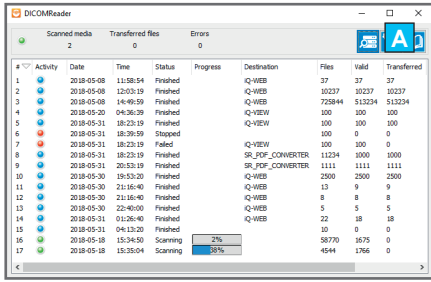 DICOMReader
Scanned media Transferred files Errors
2 0 0
A
# Activity Date Time Status Progress Destination Files Valid Transferred
1 2018-05-08 11:58:54 Finished iQ-WEB 37 37 37
2 2018-05-08 12:03:19 Finished iQ-WEB 10237 10237 10237
3 2018-05-08 14:49:59 Finished iQ-WEB 725844 513234 513234
4 2018-05-20 04:36:39 Finished iQ-VIEW 100 100 100
5 2018-05-31 18:23:19 Finished iQ-VIEW 100 100 100
6 2018-05-31 18:39:59 Stopped 100 0 0
7 2018-05-31 18:23:19 Failed iQ-VIEW 100 100 0
8 2018-05-31 18:23:19 Finished SR_PDF_CONVERTER 11234 1000 1000
9 2018-05-31 20:53:19 Finished SR_PDF_CONVERTER 1111 1111 1111
10 2018-05-30 19:53:20 Finished iQ-WEB 2500 2500 2500
11 2018-05-30 21:16:40 Finished iQ-WEB 13 9 9
12 2018-05-30 21:16:40 Finished iQ-WEB 8 8 8
13 2018-05-30 22:40:00 Finished iQ-WEB 5 5 5
14 2018-05-31 01:26:40 Finished iQ-WEB 22 18 18
15 2018-05-31 04:13:20 Finished 10 0 0
16 2018-05-18 15:34:50 Scanning 2% 58770 1675 0
17 2018-05-18 15:35:04 Scanning 38% 4544 1766 0